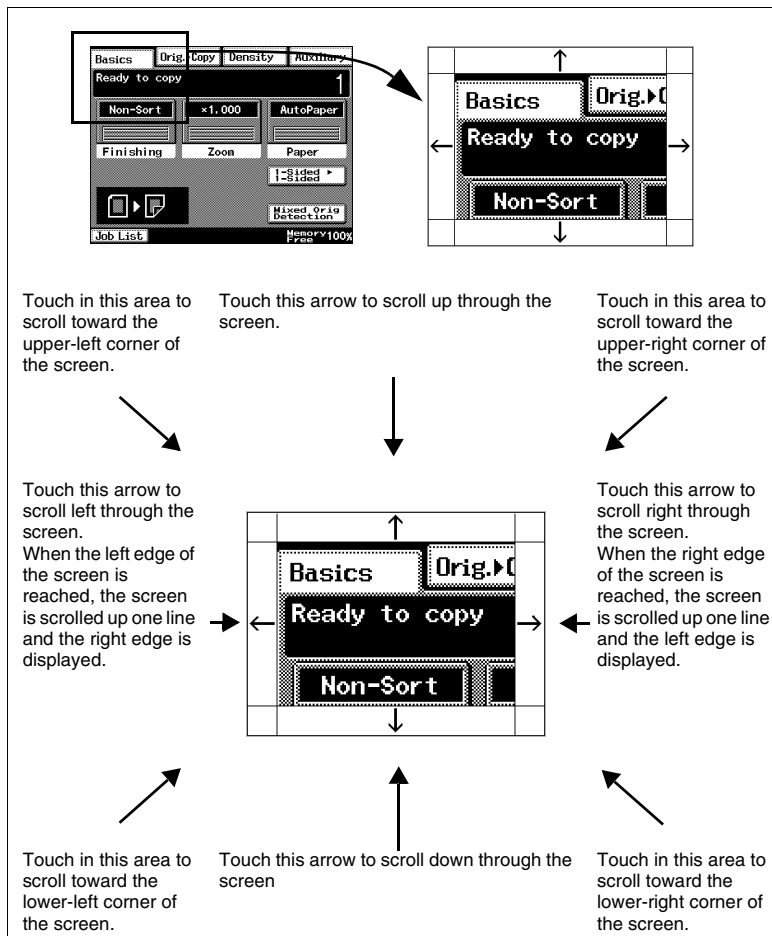 Basics Orig.▸Copy Density Auxiliary
Ready to copy 1
Non-Sort ×1.000 AutoPaper
Finishing Zoom Paper
1-Sided ▸
1-Sided
Mixed Orig
Detection
Job List Memory 100%
Free
Basics Orig.▸C
Ready to copy
Non-Sort
Touch in this area to
scroll toward the
upper-left corner of
the screen.
Touch this arrow to scroll up through the
screen.
Touch in this area to
scroll toward the
upper-right corner of
the screen.
Touch this arrow to
scroll left through the
screen.
When the left edge of
the screen is
reached, the screen
is scrolled up one line
and the right edge is
displayed.
Basics Orig.▸C
Ready to copy
Non-Sort
Touch this arrow to
scroll right through
the screen.
When the right edge
of the screen is
reached, the screen
is scrolled up one line
and the left edge is
displayed.
Touch in this area to
scroll toward the
lower-left corner of
the screen.
Touch this arrow to scroll down through the
screen
Touch in this area to
scroll toward the
lower-right corner of
the screen.